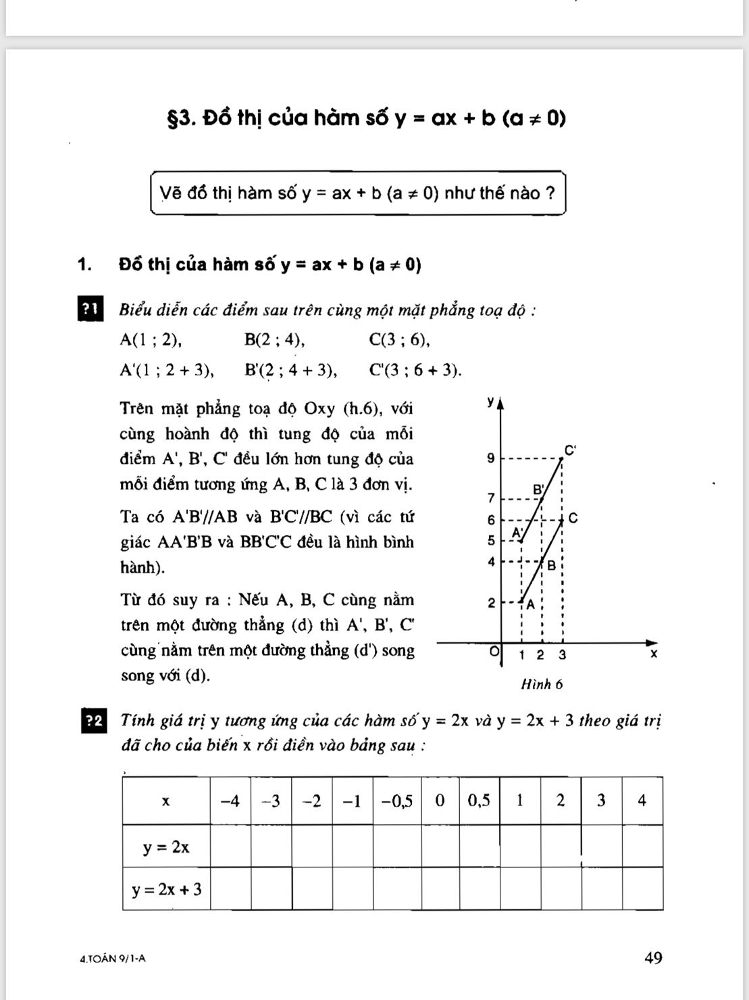 §3. Đồ thị của hàm số y = ax + b (a ≠ 0)
Vẽ đồ thị hàm số y = ax + b (a ≠ 0) như thế nào ?
1. Đồ thị của hàm số y = ax + b (a ≠ 0)
?1 Biểu diễn các điểm sau trên cùng một mặt phẳng toạ độ :
A(1 ; 2), B(2 ; 4), C(3 ; 6),
A'(1 ; 2 + 3), B'(2 ; 4 + 3), C'(3 ; 6 + 3).
Trên mặt phẳng toạ độ Oxy (h.6), với
cùng hoành độ thì tung độ của mỗi
điểm A', B', C' đều lớn hơn tung độ của
mỗi điểm tương ứng A, B, C là 3 đơn vị.
Ta có A'B'//AB và B'C'//BC (vì các tứ
giác AA'B'B và BB'C'C đều là hình bình
hành).
Từ đó suy ra : Nếu A, B, C cùng nằm
trên một đường thẳng (d) thì A', B', C'
cùng nằm trên một đường thẳng (d') song
song với (d).
y
9 C'
7 B'
6 C
5 A'
4 B
2 A
O 1 2 3 x
Hình 6
?2 Tính giá trị y tương ứng của các hàm số y = 2x và y = 2x + 3 theo giá trị
đã cho của biến x rồi điền vào bảng sau :
x −4 −3 −2 −1 −0,5 0 0,5 1 2 3 4
y = 2x
y = 2x + 3
4.TOÁN 9/1-A 49